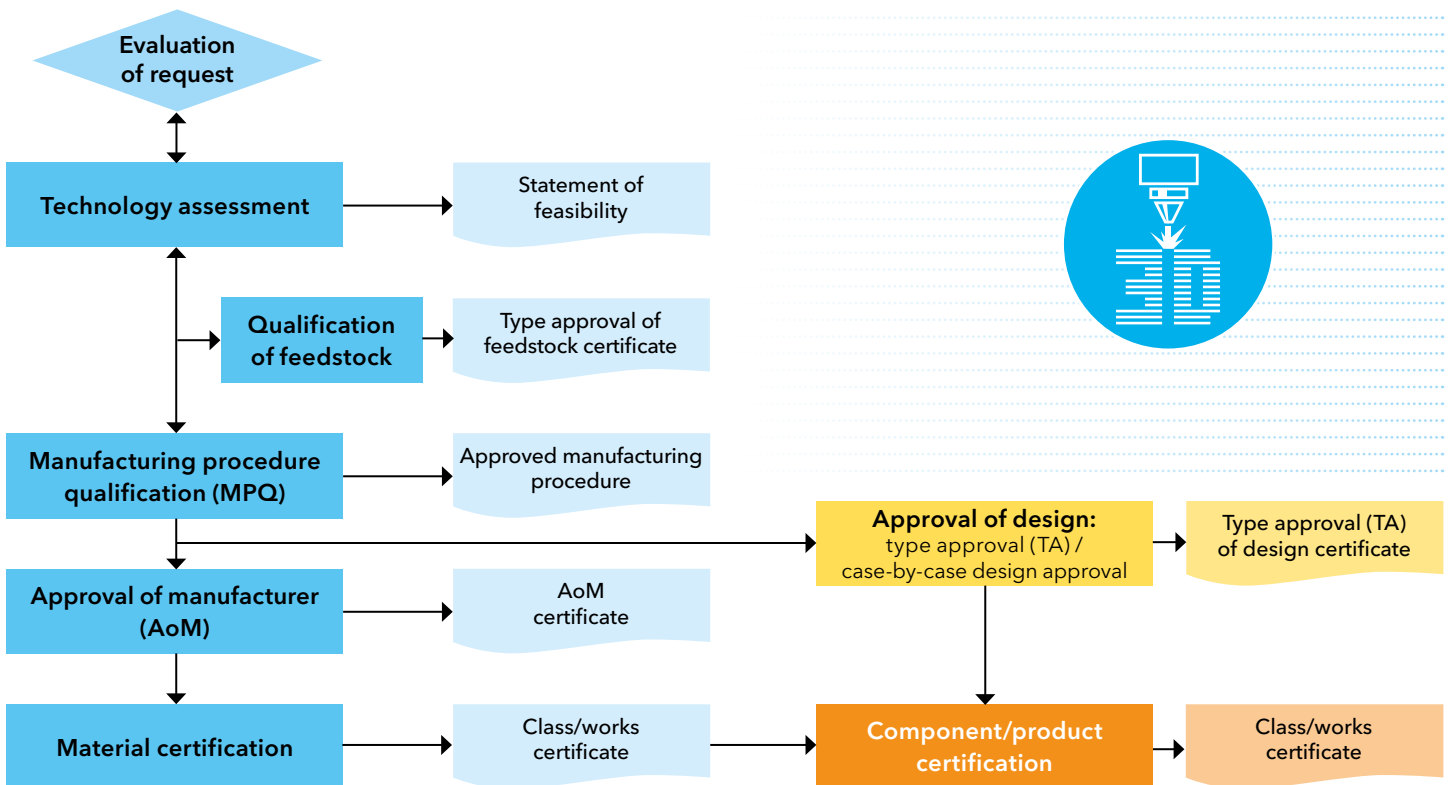 Evaluation
of request
Technology assessment
Statement of
feasibility
3D
Qualification
of feedstock
Type approval of
feedstock certificate
Manufacturing procedure
qualification (MPQ)
Approved manufacturing
procedure
Approval of design:
type approval (TA) /
case-by-case design approval
Type approval (TA)
of design certificate
Approval of manufacturer
(AoM)
AoM
certificate
Material certification
Class/works
certificate
Component/product
certification
Class/works
certificate